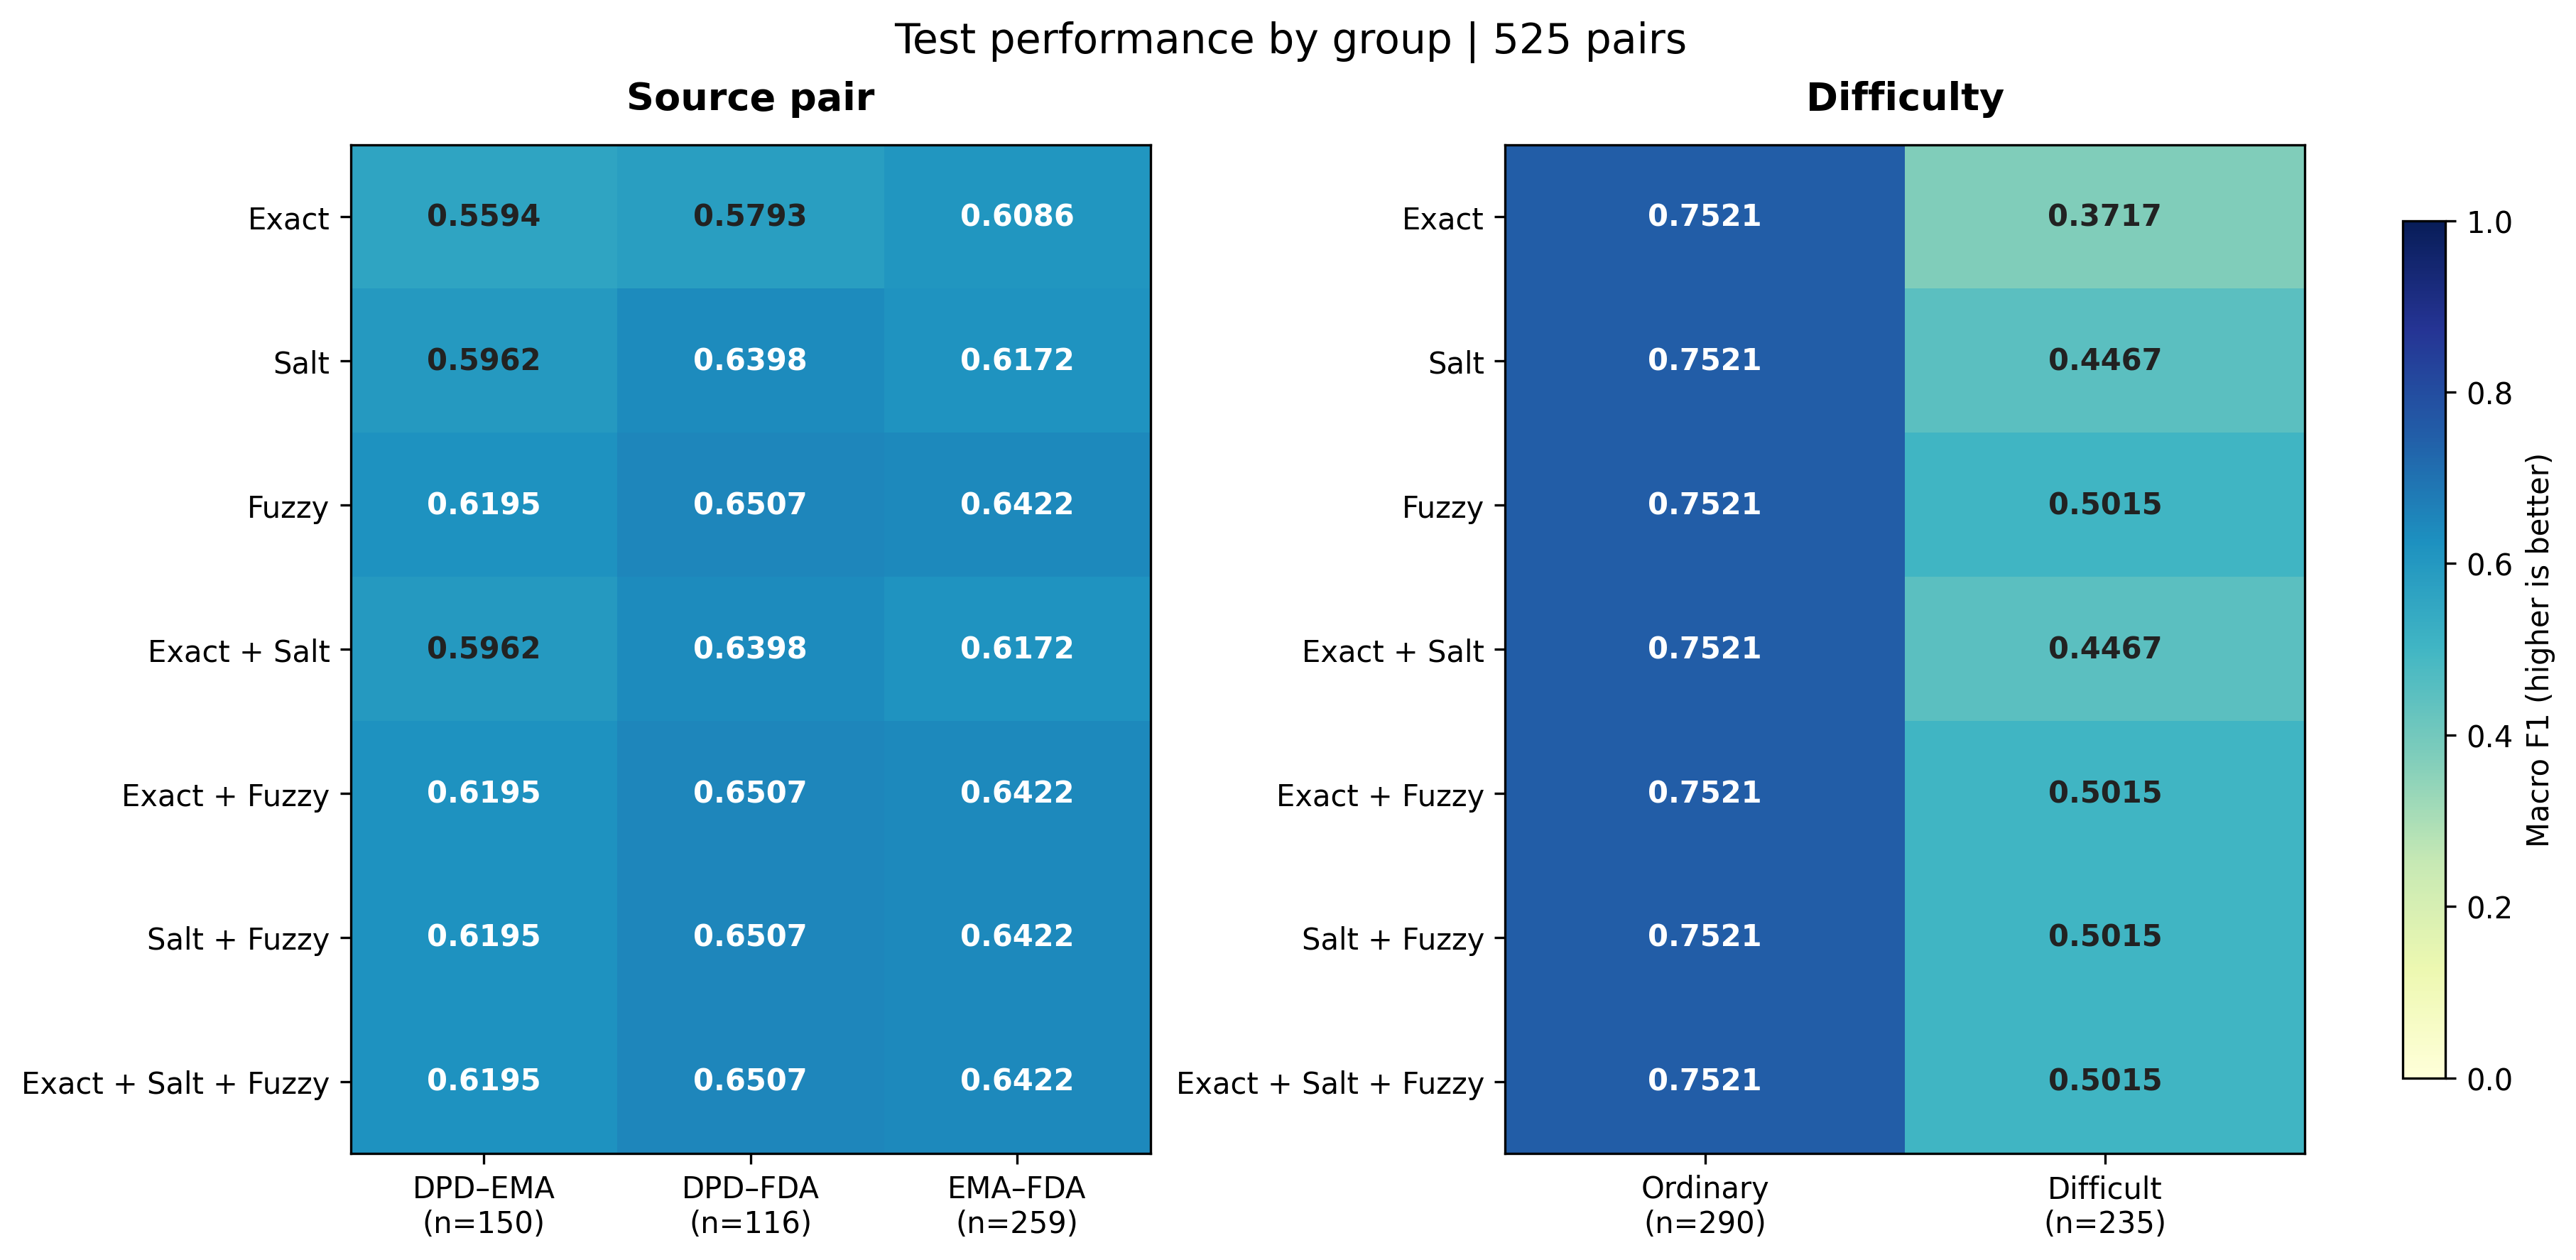 Test performance by group | 525 pairs
Source pair
Exact 0.5594 0.5793 0.6086
Salt 0.5962 0.6398 0.6172
Fuzzy 0.6195 0.6507 0.6422
Exact + Salt 0.5962 0.6398 0.6172
Exact + Fuzzy 0.6195 0.6507 0.6422
Salt + Fuzzy 0.6195 0.6507 0.6422
Exact + Salt + Fuzzy 0.6195 0.6507 0.6422
DPD–EMA DPD–FDA EMA–FDA
(n=150) (n=116) (n=259)
Difficulty
Exact 0.7521 0.3717
Salt 0.7521 0.4467
Fuzzy 0.7521 0.5015
Exact + Salt 0.7521 0.4467
Exact + Fuzzy 0.7521 0.5015
Salt + Fuzzy 0.7521 0.5015
Exact + Salt + Fuzzy 0.7521 0.5015
Ordinary Difficult
(n=290) (n=235)
1.0
0.8
0.6
0.4
0.2
0.0
Macro F1 (higher is better)